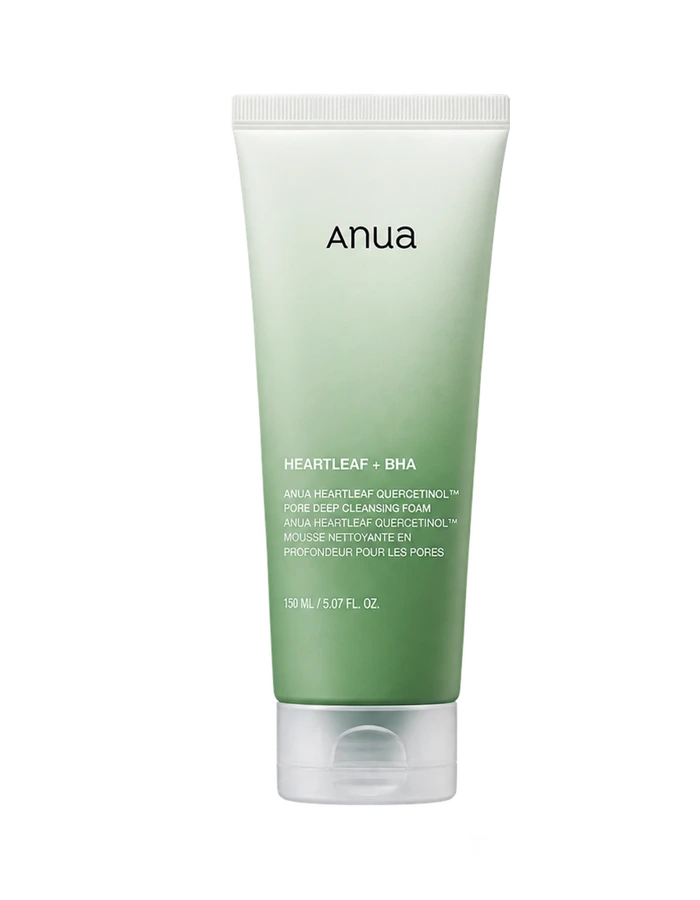 Anua
HEARTLEAF + BHA
ANUA HEARTLEAF QUERCETINOL™
PORE DEEP CLEANSING FOAM
ANUA HEARTLEAF QUERCETINOL™
MOUSSE NETTOYANTE EN
PROFONDEUR POUR LES PORES
150 ML / 5.07 FL. OZ.